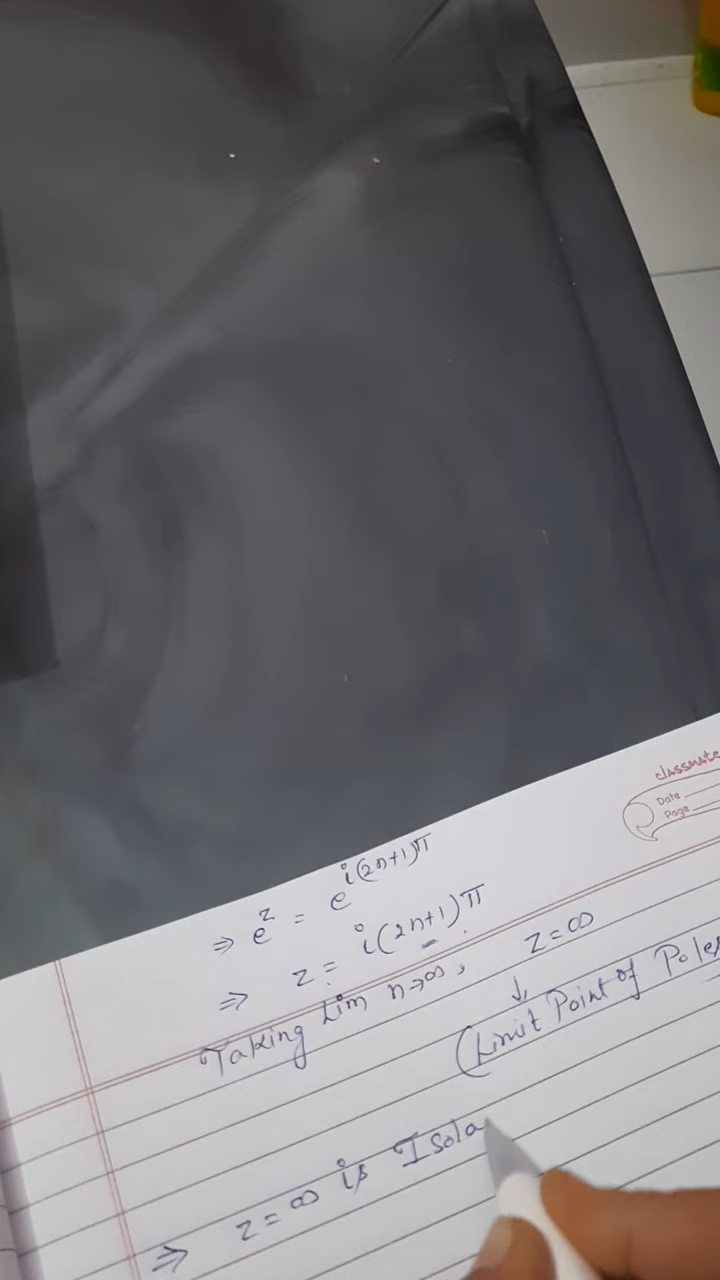 classmate
Date
Page
⇒ e^z = e^{i(2n+1)π}
⇒ z = i(2n+1)π
Taking Lim n→∞, z=∞
↓
(Limit Point of Poles
⇒ z=∞ is Isola